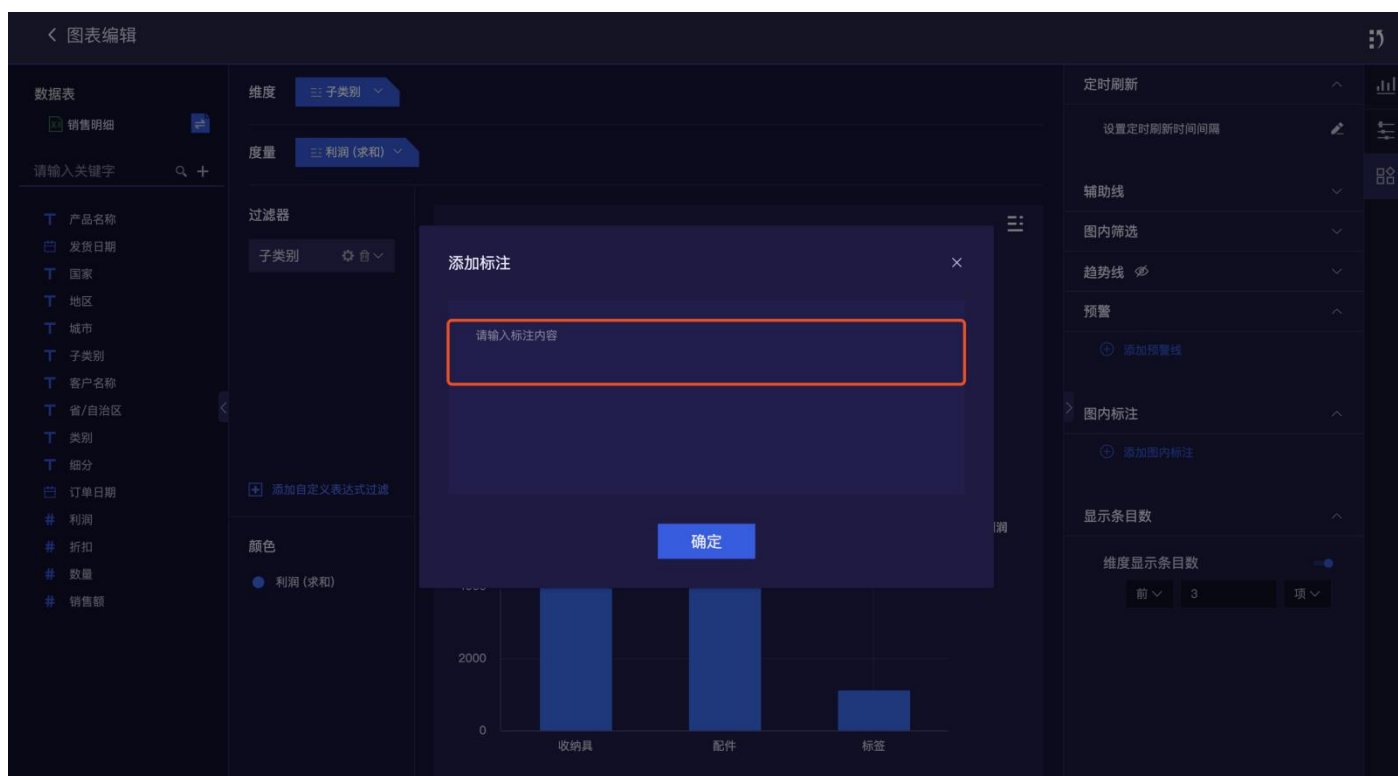 图表编辑
数据表
销售明细
请输入关键字
产品名称
发货日期
国家
地区
城市
子类别
客户名称
省/自治区
类别
细分
订单日期
利润
折扣
数量
销售额
维度
子类别
度量
利润 (求和)
过滤器
子类别
添加自定义表达式过滤
颜色
利润 (求和)
添加标注
请输入标注内容
确定
2000
0
收纳具
配件
标签
定时刷新
设置定时刷新时间间隔
辅助线
图内筛选
趋势线
预警
添加预警线
图内标注
添加图内标注
显示条目数
维度显示条目数
前
3
项